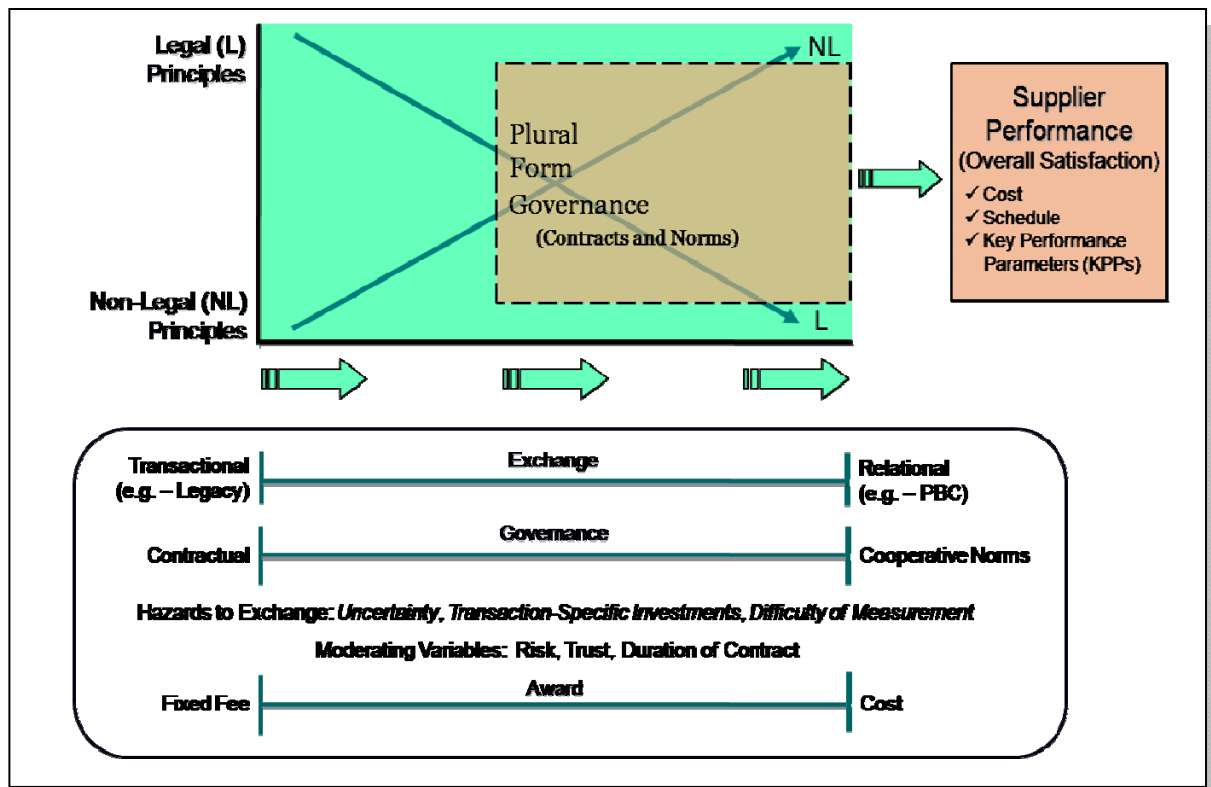 Legal (L)
Principles
NL
Plural
Form
Governance
(Contracts and Norms)
Non-Legal (NL)
Principles
L
Supplier
Performance
(Overall Satisfaction)
✓ Cost
✓ Schedule
✓ Key Performance
Parameters (KPPs)
Transactional
(e.g. – Legacy)
Exchange
Relational
(e.g. – PBC)
Contractual
Governance
Cooperative Norms
Hazards to Exchange: Uncertainty, Transaction-Specific Investments, Difficulty of Measurement
Moderating Variables: Risk, Trust, Duration of Contract
Fixed Fee
Award
Cost